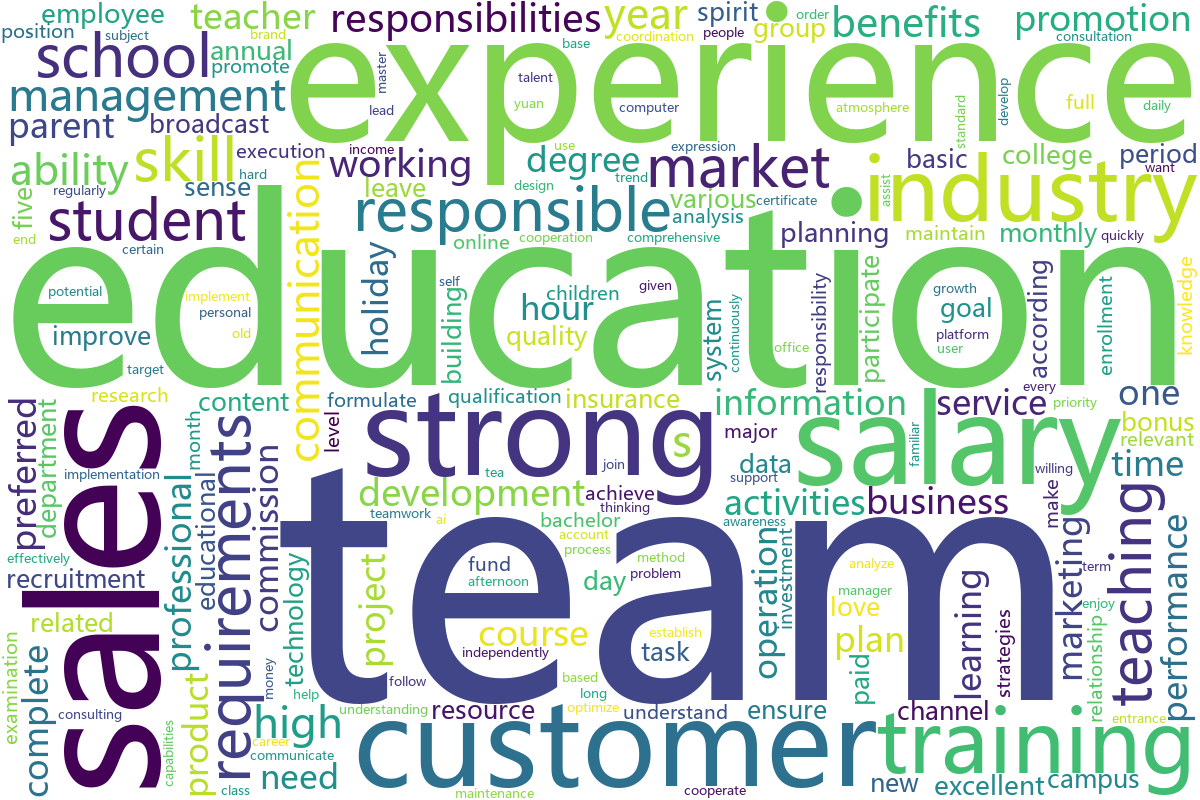 employee
teacher
responsibilities
year
spirit
group
benefits
promotion
position
subject
annual
brand
people
order
coordination
consultation
base
school
promote
experience
master
talent
management
lead
yuan
computer
atmosphere
standard
develop
full
daily
parent
broadcast
ability
skill
execution
income
working
use
degree
expression
market
basic
college
period
want
hard
regularly
sense
leave
design
trend
various
certificate
assist
industry
five
end
student
communication
responsible
analysis
planning
maintain
monthly
quickly
certain
online
cooperation
comprehensive
education
potential
implement
personal
old
improve
target
holiday
self
building
children
hour
quality
given
system
continuously
office
responsibility
participate
growth
goal
platform
user
according
enrollment
knowledge
research
content
formulate
qualification
insurance
information
service
every
priority
one
bonus
relevant
preferred
department
sales
month
level
strong
s
major
salary
familiar
data
support
willing
time
implementation
join
tea
professional
educational
requirements
commission
development
achieve
thinking
activities
business
make
teamwork
ai
bachelor
account
process
awareness
effectively
recruitment
technology
project
team
fund
afternoon
day
method
problem
operation
investment
analyze
manager
love
plan
learning
strategies
marketing
term
enjoy
teaching
performance
related
course
independently
establish
task
examination
complete
consulting
product
money
help
follow
based
long
optimize
paid
relationship
capabilities
high
understanding
resource
understand
ensure
channel
entrance
career
communicate
class
need
customer
training
maintenance
cooperate
new
excellent
campus